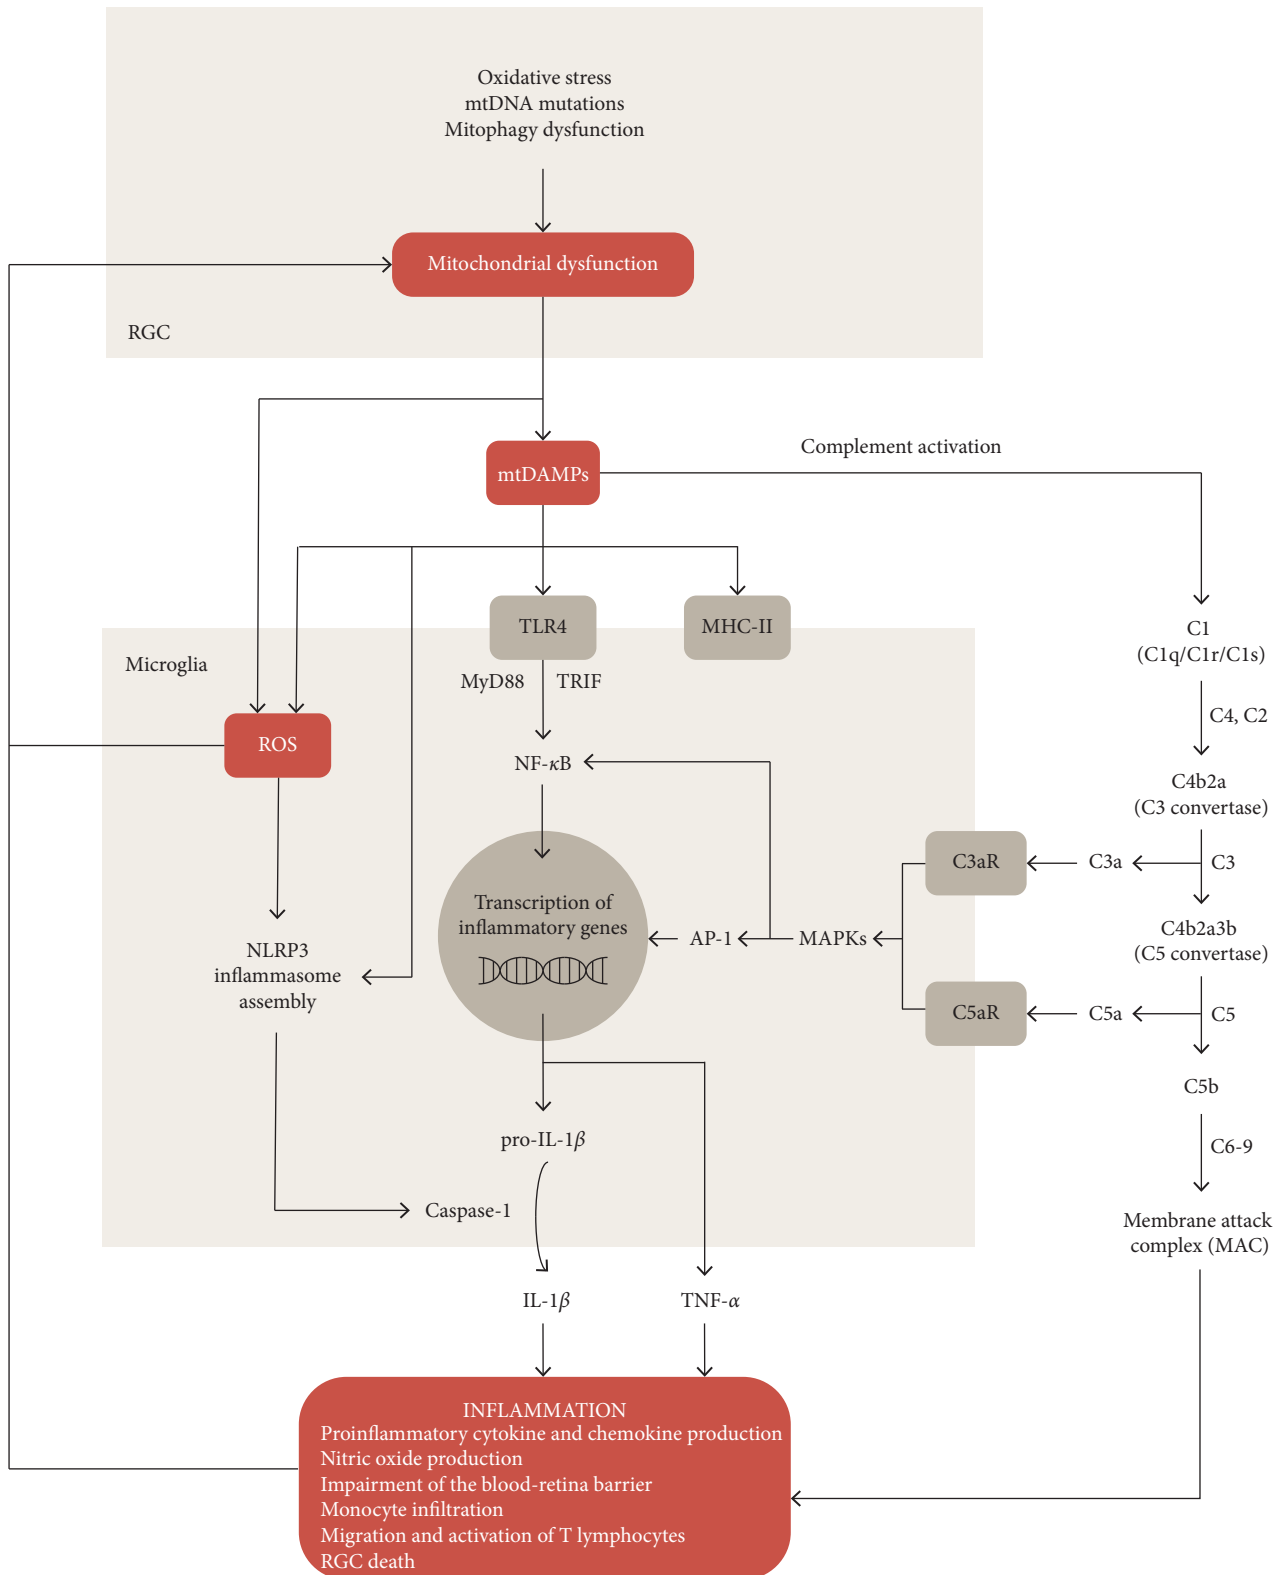 Oxidative stress
mtDNA mutations
Mitophagy dysfunction
Mitochondrial dysfunction
RGC
Complement activation
mtDAMPs
TLR4
MHC-II
C1
(C1q/C1r/C1s)
Microglia
MyD88
TRIF
C4, C2
ROS
NF-κB
C4b2a
(C3 convertase)
C3aR
C3a
C3
Transcription of
inflammatory genes
AP-1
MAPKs
C4b2a3b
(C5 convertase)
NLRP3
inflammasome
assembly
C5aR
C5a
C5
C5b
pro-IL-1β
C6-9
Caspase-1
Membrane attack
complex (MAC)
IL-1β
TNF-α
INFLAMMATION
Proinflammatory cytokine and chemokine production
Nitric oxide production
Impairment of the blood-retina barrier
Monocyte infiltration
Migration and activation of T lymphocytes
RGC death